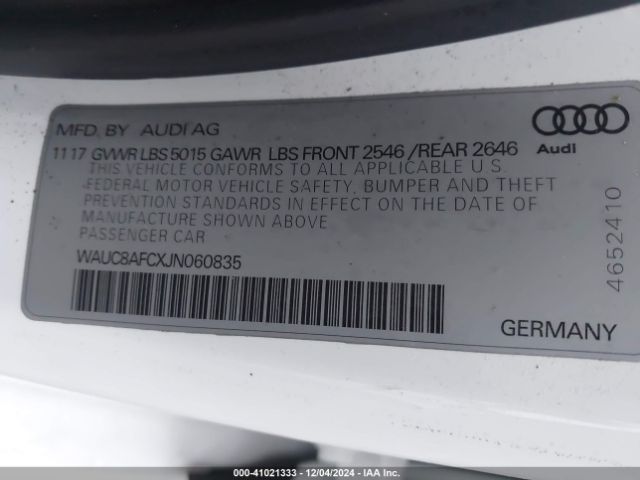 MFD. BY AUDI AG
11 17 GVWR LBS 5015 GAWR LBS FRONT 2546 / REAR 2646
THIS VEHICLE CONFORMS TO ALL APPLICABLE U.S.
FEDERAL MOTOR VEHICLE SAFETY, BUMPER AND THEFT
PREVENTION STANDARDS IN EFFECT ON THE DATE OF
MANUFACTURE SHOWN ABOVE
PASSENGER CAR
WAUC8AFCXJN060835
Audi
4652410
GERMANY
000-41021333 - 12/04/2024 - IAA Inc.